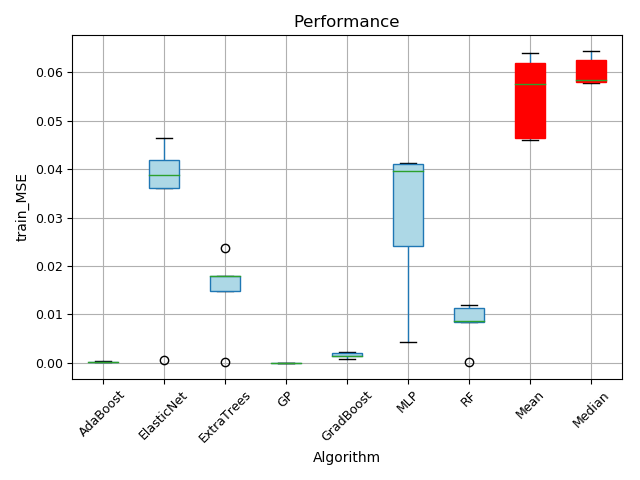 Performance
train_MSE
0.06
0.05
0.04
0.03
0.02
0.01
0.00
AdaBoost
ElasticNet
ExtraTrees
GP
GradBoost
MLP
RF
Mean
Median
Algorithm